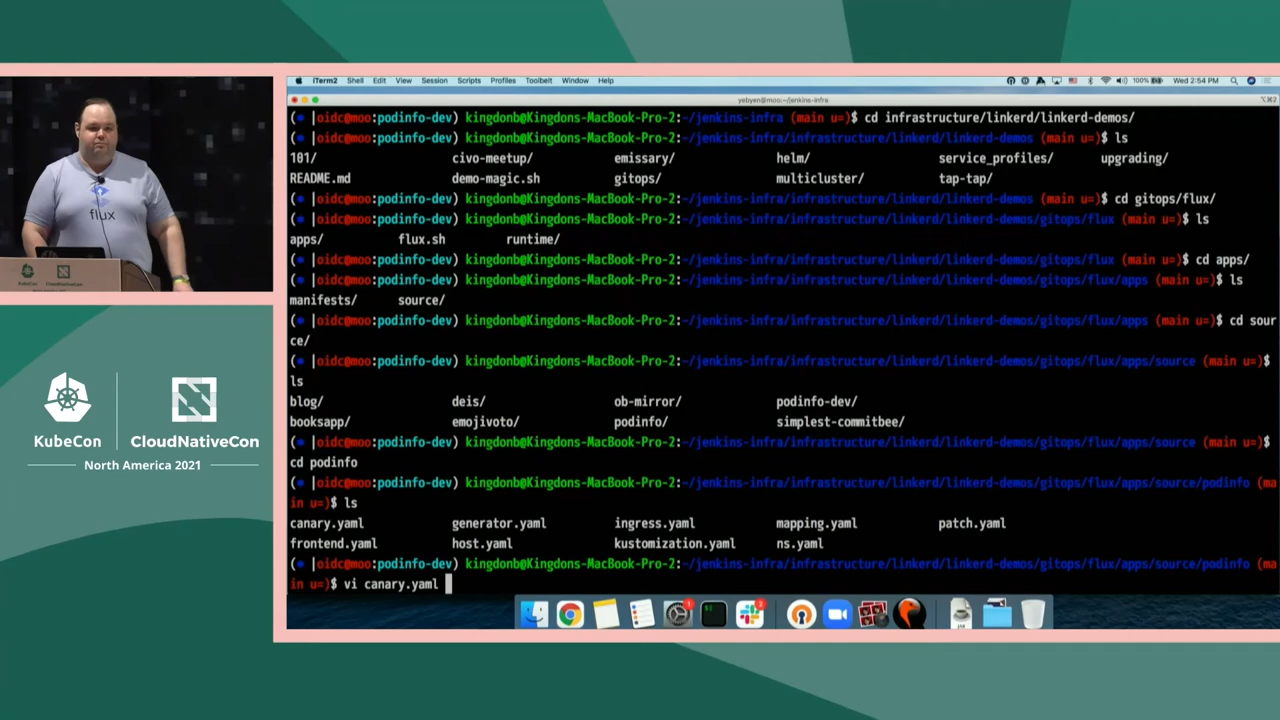 iTerm2 Shell Edit View Session Scripts Profiles Toolbelt Window Help 100% Wed 2:54 PM
yebyen@moo:~/jenkins-infra
(● |oidc@moo:podinfo-dev) kingdonb@Kingdons-MacBook-Pro-2:~/jenkins-infra (main u=)$ cd infrastructure/linkerd/linkerd-demos/
(● |oidc@moo:podinfo-dev) kingdonb@Kingdons-MacBook-Pro-2:~/jenkins-infra/infrastructure/linkerd/linkerd-demos (main u=)$ ls
101/ civo-meetup/ emissary/ helm/ service_profiles/ upgrading/
README.md demo-magic.sh gitops/ multicluster/ tap-tap/
(● |oidc@moo:podinfo-dev) kingdonb@Kingdons-MacBook-Pro-2:~/jenkins-infra/infrastructure/linkerd/linkerd-demos (main u=)$ cd gitops/flux/
(● |oidc@moo:podinfo-dev) kingdonb@Kingdons-MacBook-Pro-2:~/jenkins-infra/infrastructure/linkerd/linkerd-demos/gitops/flux (main u=)$ ls
apps/ flux.sh runtime/
(● |oidc@moo:podinfo-dev) kingdonb@Kingdons-MacBook-Pro-2:~/jenkins-infra/infrastructure/linkerd/linkerd-demos/gitops/flux (main u=)$ cd apps/
(● |oidc@moo:podinfo-dev) kingdonb@Kingdons-MacBook-Pro-2:~/jenkins-infra/infrastructure/linkerd/linkerd-demos/gitops/flux/apps (main u=)$ ls
manifests/ source/
(● |oidc@moo:podinfo-dev) kingdonb@Kingdons-MacBook-Pro-2:~/jenkins-infra/infrastructure/linkerd/linkerd-demos/gitops/flux/apps (main u=)$ cd sour
ce/
(● |oidc@moo:podinfo-dev) kingdonb@Kingdons-MacBook-Pro-2:~/jenkins-infra/infrastructure/linkerd/linkerd-demos/gitops/flux/apps/source (main u=)$
ls
blog/ deis/ ob-mirror/ podinfo-dev/
booksapp/ emojivoto/ podinfo/ simplest-commitbee/
(● |oidc@moo:podinfo-dev) kingdonb@Kingdons-MacBook-Pro-2:~/jenkins-infra/infrastructure/linkerd/linkerd-demos/gitops/flux/apps/source (main u=)$
cd podinfo
(● |oidc@moo:podinfo-dev) kingdonb@Kingdons-MacBook-Pro-2:~/jenkins-infra/infrastructure/linkerd/linkerd-demos/gitops/flux/apps/source/podinfo (ma
in u=)$ ls
canary.yaml generator.yaml ingress.yaml mapping.yaml patch.yaml
frontend.yaml host.yaml kustomization.yaml ns.yaml
(● |oidc@moo:podinfo-dev) kingdonb@Kingdons-MacBook-Pro-2:~/jenkins-infra/infrastructure/linkerd/linkerd-demos/gitops/flux/apps/source/podinfo (ma
in u=)$ vi canary.yaml
flux
KubeCon CloudNativeCon
KubeCon CloudNativeCon
North America 2021